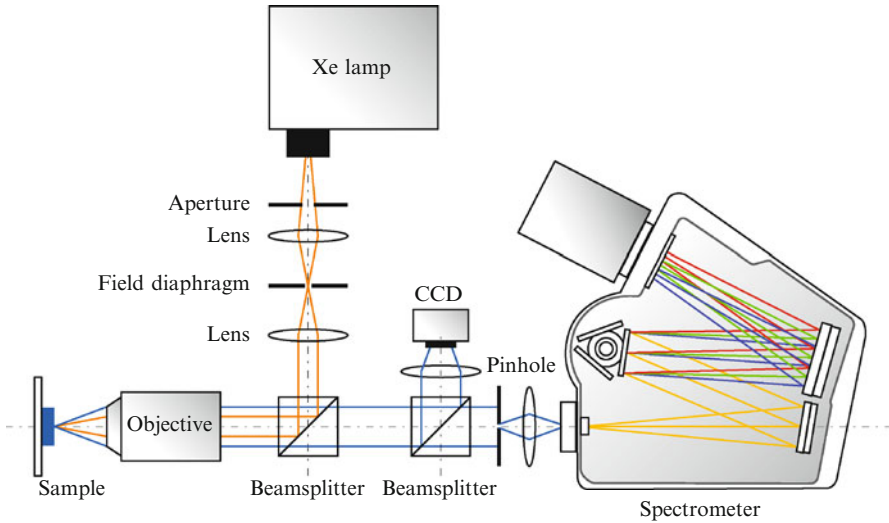 Xe lamp
Aperture
Lens
Field diaphragm
CCD
Lens
Pinhole
Objective
Sample
Beamsplitter
Beamsplitter
Spectrometer